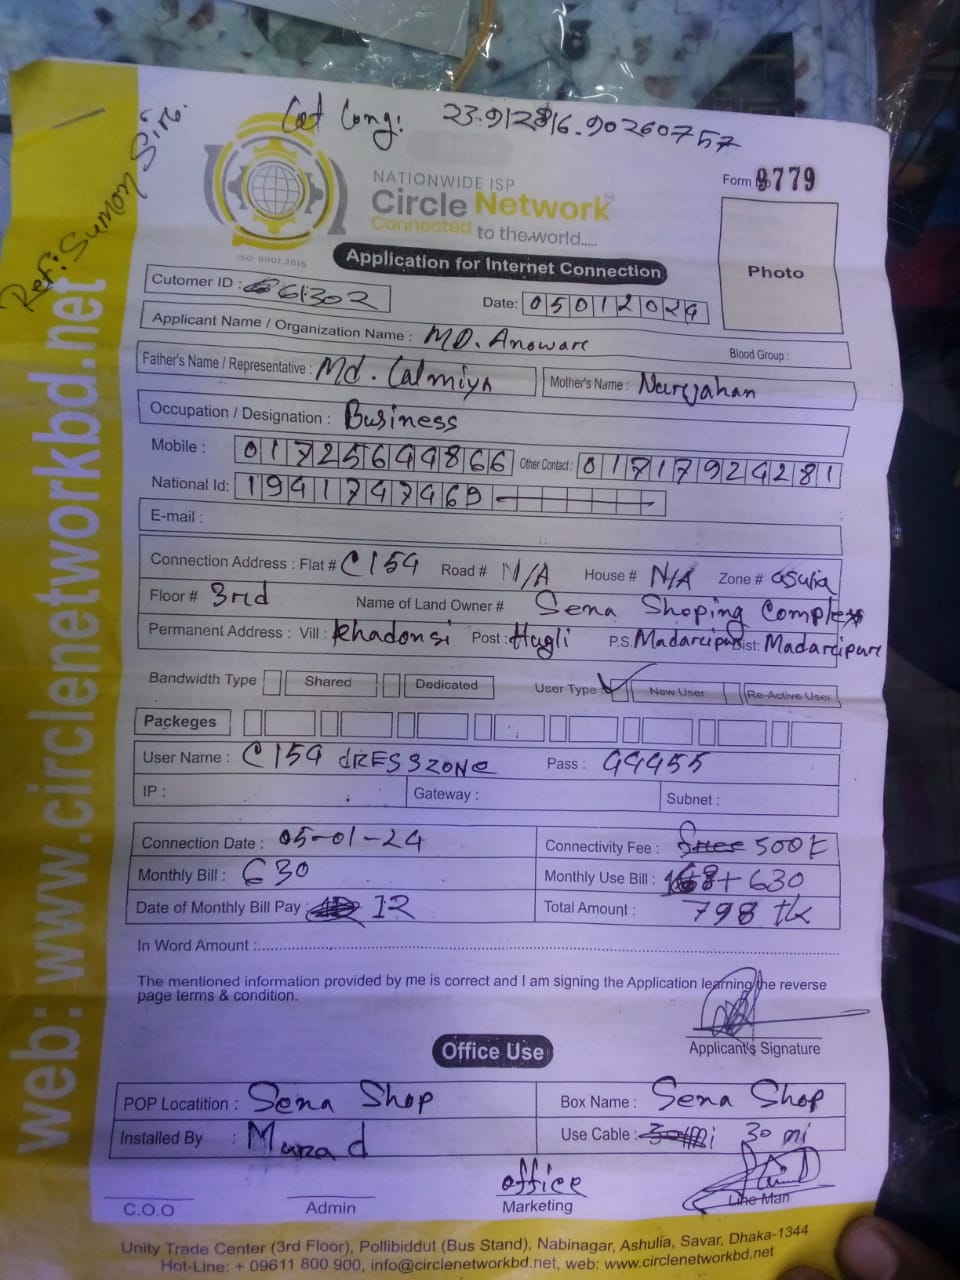 Ref: Sumon Sir.
Lat Long: 23.912816.90260757
NATIONWIDE ISP
Circle Network
Connected to the world.....
ISO 9001:2015
Form No 9779
Photo
Application for Internet Connection
Cutomer ID : 61302
Date: 05012024
Applicant Name / Organization Name : MD. Anoware
Blood Group :
Father's Name / Representative : Md. Calmiya
Mother's Name : Nurjahan
Occupation / Designation : Business
Mobile : 01725644866 Other Contact : 01717924281
National Id: 1941747469
E-mail :
Connection Address : Flat # C154 Road # N/A House # N/A Zone # asulia
Floor # 3rd Name of Land Owner # Sena Shoping Complex
Permanent Address : Vill : Khadonsi Post : Hugli P.S. Madaripur Dist: Madaripure
Bandwidth Type Shared Dedicated User Type New User Re-Active User
Packeges
User Name : C154 dRESSZONe Pass : 44455
IP : Gateway : Subnet :
Connection Date : 05-01-24 Connectivity Fee : 500t
Monthly Bill : 630 Monthly Use Bill : 168+630
Date of Monthly Bill Pay : 12 Total Amount : 798 tk
In Word Amount :
The mentioned information provided by me is correct and I am signing the Application learning the reverse
page terms & condition.
Applicant's Signature
Office Use
POP Locatition : Sena Shop Box Name : Sena Shop
Installed By : Murad Use Cable : 30 mi
office
C.O.O Admin Marketing Line Man
Unity Trade Center (3rd Floor), Pollibiddut (Bus Stand), Nabinagar, Ashulia, Savar, Dhaka-1344
Hot-Line: + 09611 800 900, info@circlenetworkbd.net, web: www.circlenetworkbd.net
web: www.circlenetworkbd.net